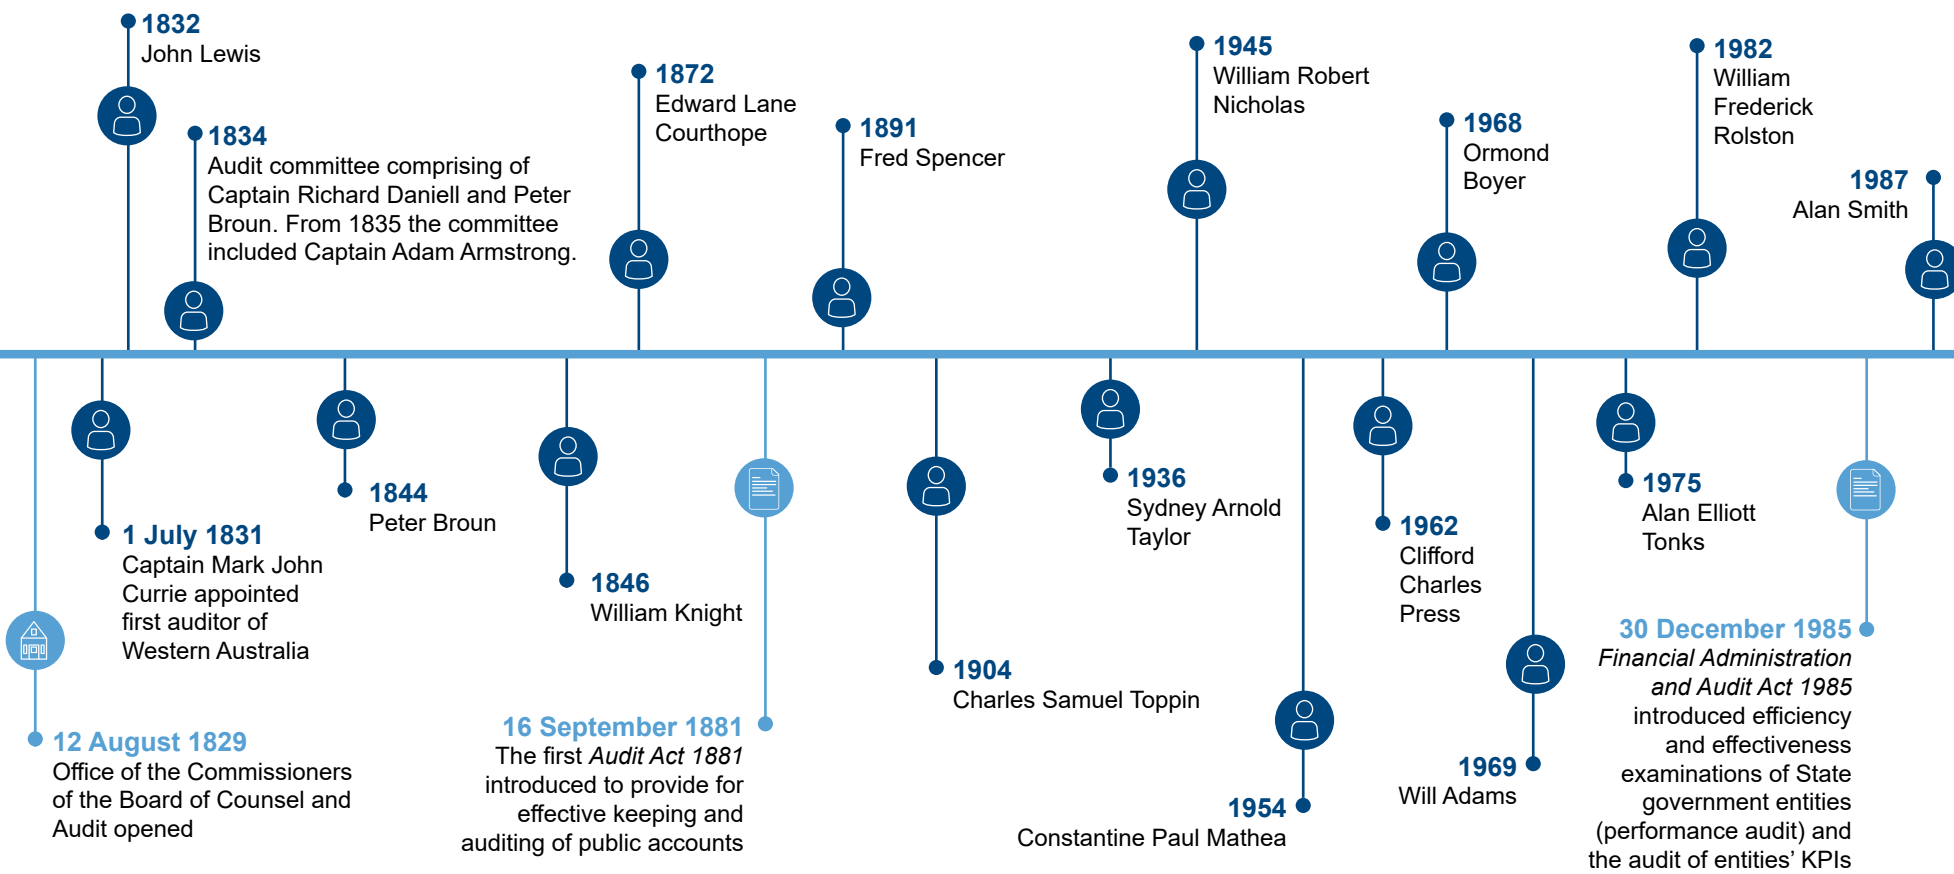 1832
John Lewis
1834
Audit committee comprising of
Captain Richard Daniell and Peter
Broun. From 1835 the committee
included Captain Adam Armstrong.
1872
Edward Lane
Courthope
1891
Fred Spencer
1945
William Robert
Nicholas
1968
Ormond
Boyer
1982
William
Frederick
Rolston
1987
Alan Smith
12 August 1829
Office of the Commissioners
of the Board of Counsel and
Audit opened
1 July 1831
Captain Mark John
Currie appointed
first auditor of
Western Australia
1844
Peter Broun
1846
William Knight
16 September 1881
The first Audit Act 1881
introduced to provide for
effective keeping and
auditing of public accounts
1904
Charles Samuel Toppin
1936
Sydney Arnold
Taylor
1954
Constantine Paul Mathea
1962
Clifford
Charles
Press
1969
Will Adams
1975
Alan Elliott
Tonks
30 December 1985
Financial Administration
and Audit Act 1985
introduced efficiency
and effectiveness
examinations of State
government entities
(performance audit) and
the audit of entities’ KPIs